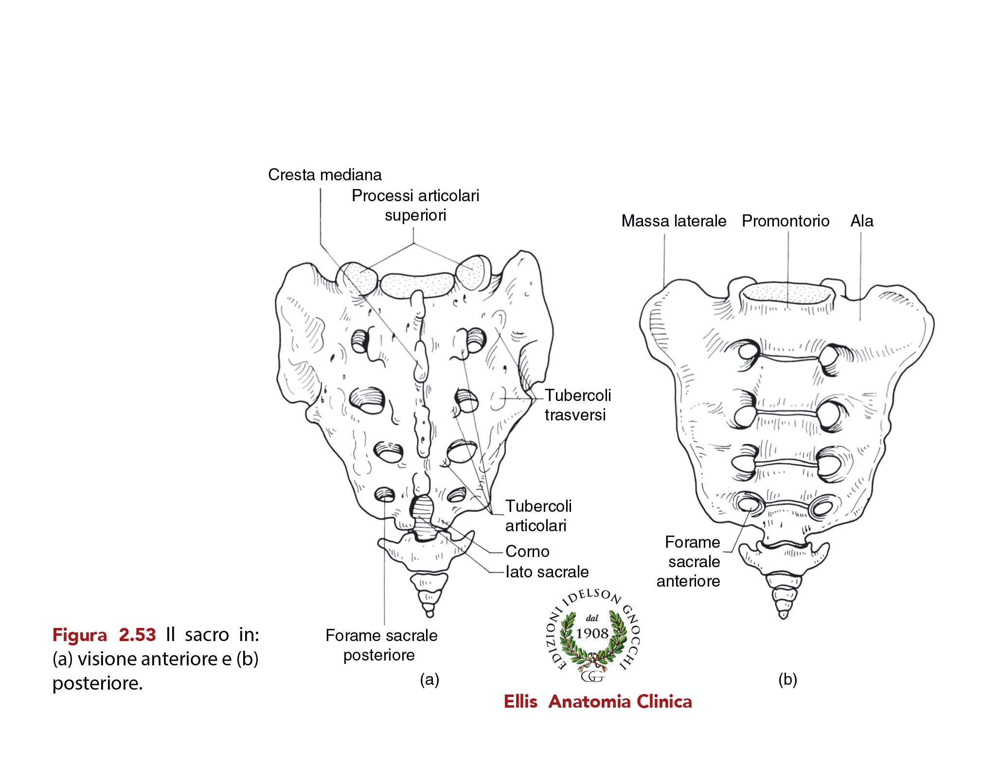 Cresta mediana
Processi articolari
superiori
Massa laterale
Promontorio
Ala
Tubercoli
trasversi
Tubercoli
articolari
Corno
Iato sacrale
Forame
sacrale
anteriore
Forame sacrale
posteriore
(a)
(b)
Figura 2.53 Il sacro in:
(a) visione anteriore e (b)
posteriore.
EDIZIONI IDELSON GNOCCHI
dal
1908
GG
Ellis Anatomia Clinica